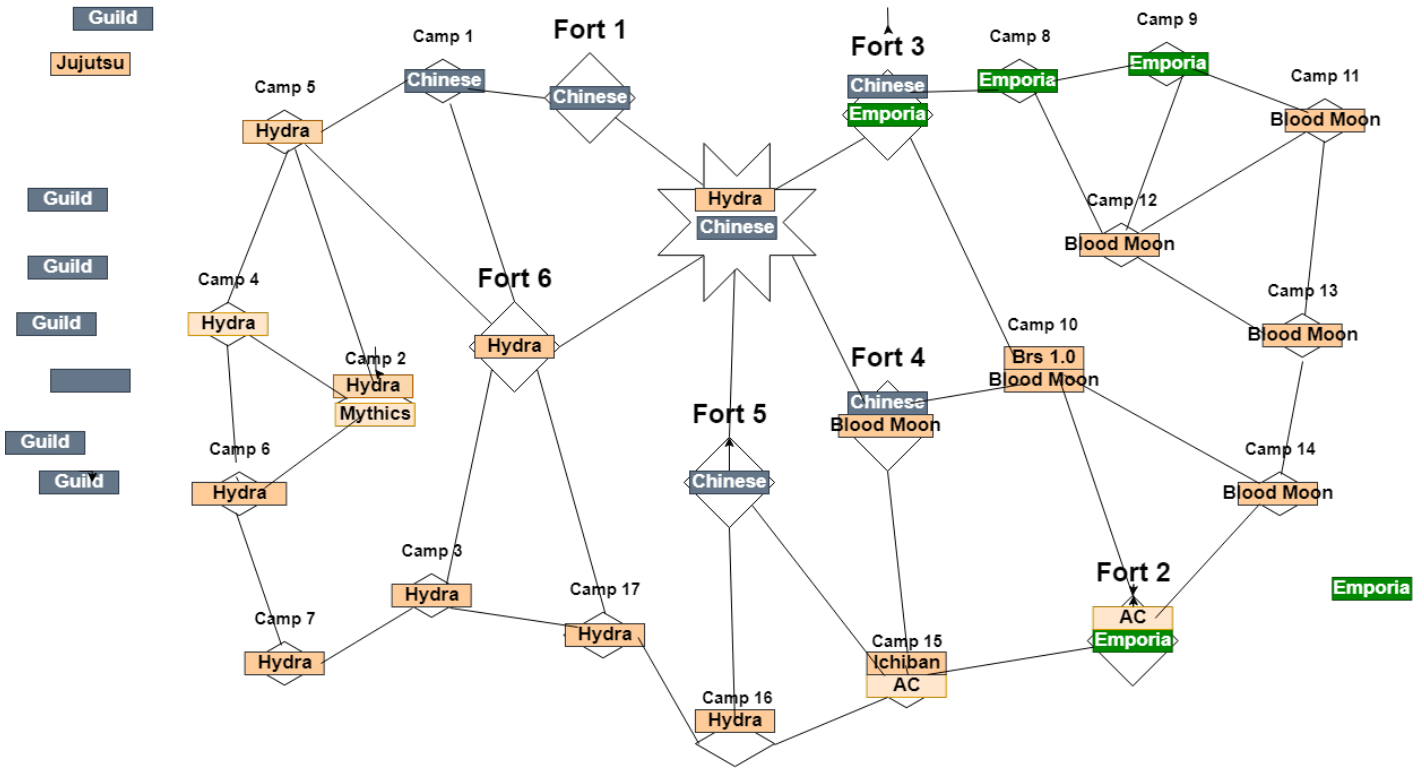 Guild
Jujutsu
Guild
Guild
Guild
Guild
Guild
Camp 1
Chinese
Fort 1
Chinese
Camp 5
Hydra
Fort 3
Chinese
Emporia
Camp 8
Emporia
Camp 9
Emporia
Camp 11
Blood Moon
Hydra
Chinese
Camp 12
Blood Moon
Camp 4
Hydra
Fort 6
Hydra
Camp 2
Hydra
Mythics
Camp 13
Blood Moon
Camp 10
Brs 1.0
Blood Moon
Fort 4
Chinese
Blood Moon
Fort 5
Chinese
Camp 6
Hydra
Camp 14
Blood Moon
Camp 3
Hydra
Camp 17
Hydra
Camp 7
Hydra
Fort 2
AC
Emporia
Emporia
Camp 15
Ichiban
AC
Camp 16
Hydra